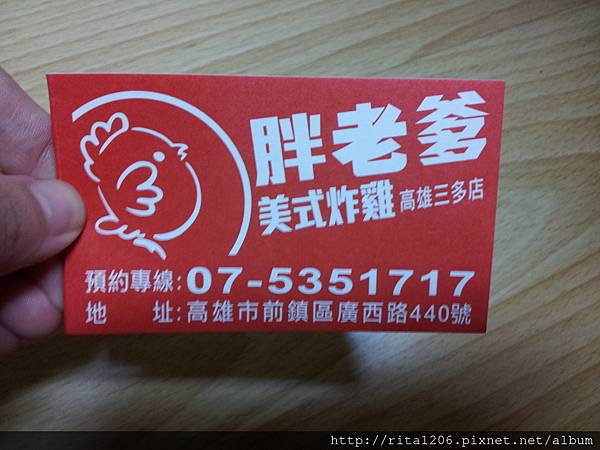 胖老爹
美式炸雞 高雄三多店
預約專線:07-5351717
地 址:高雄市前鎮區廣西路440號
http://rita1206.pixnet.net/album